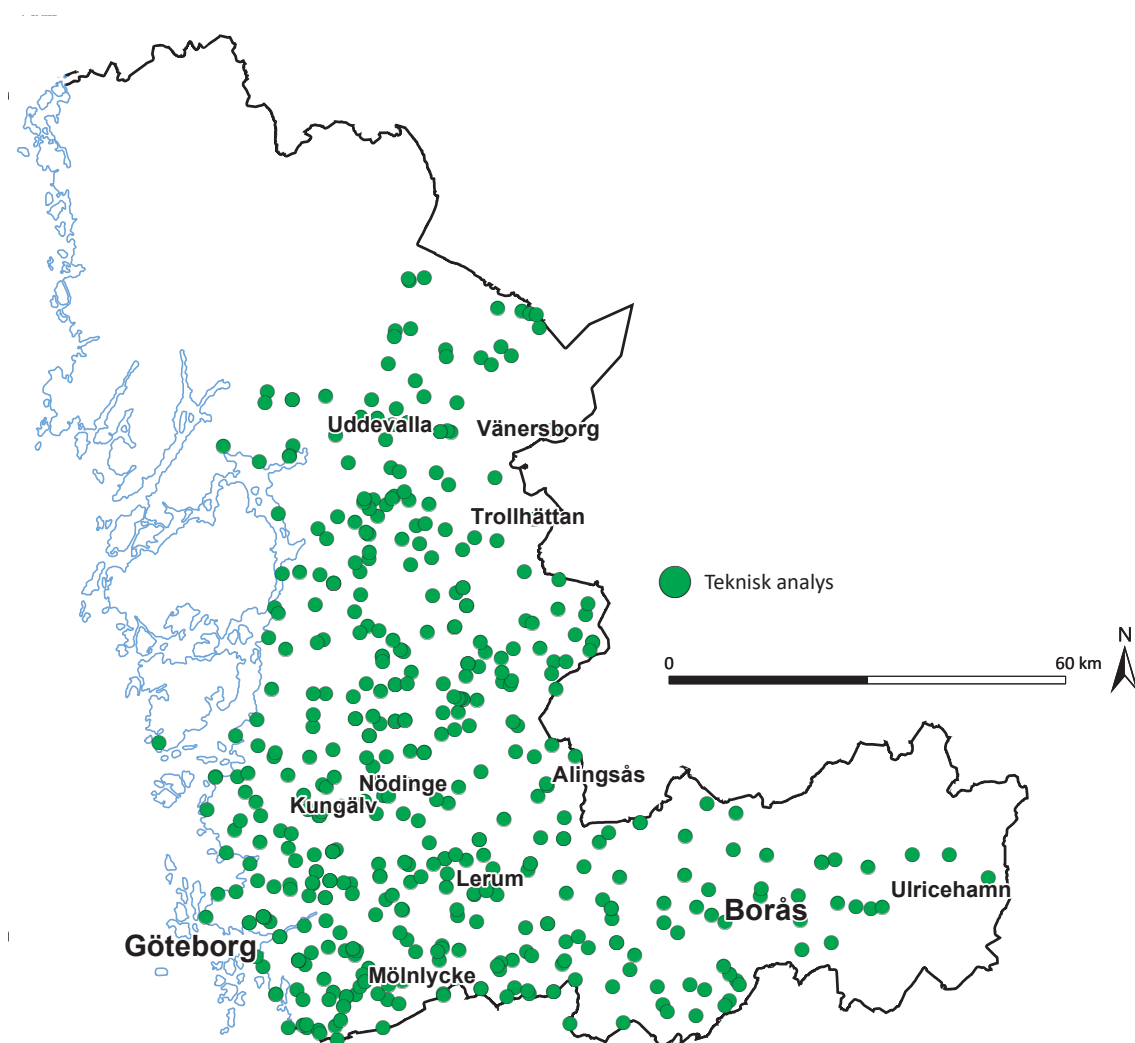 Uddevalla
Vänersborg
Trollhättan
Teknisk analys
N
0
60 km
Alingsås
Nödinge
Kungälv
Lerum
Ulricehamn
Borås
Göteborg
Mölnlycke